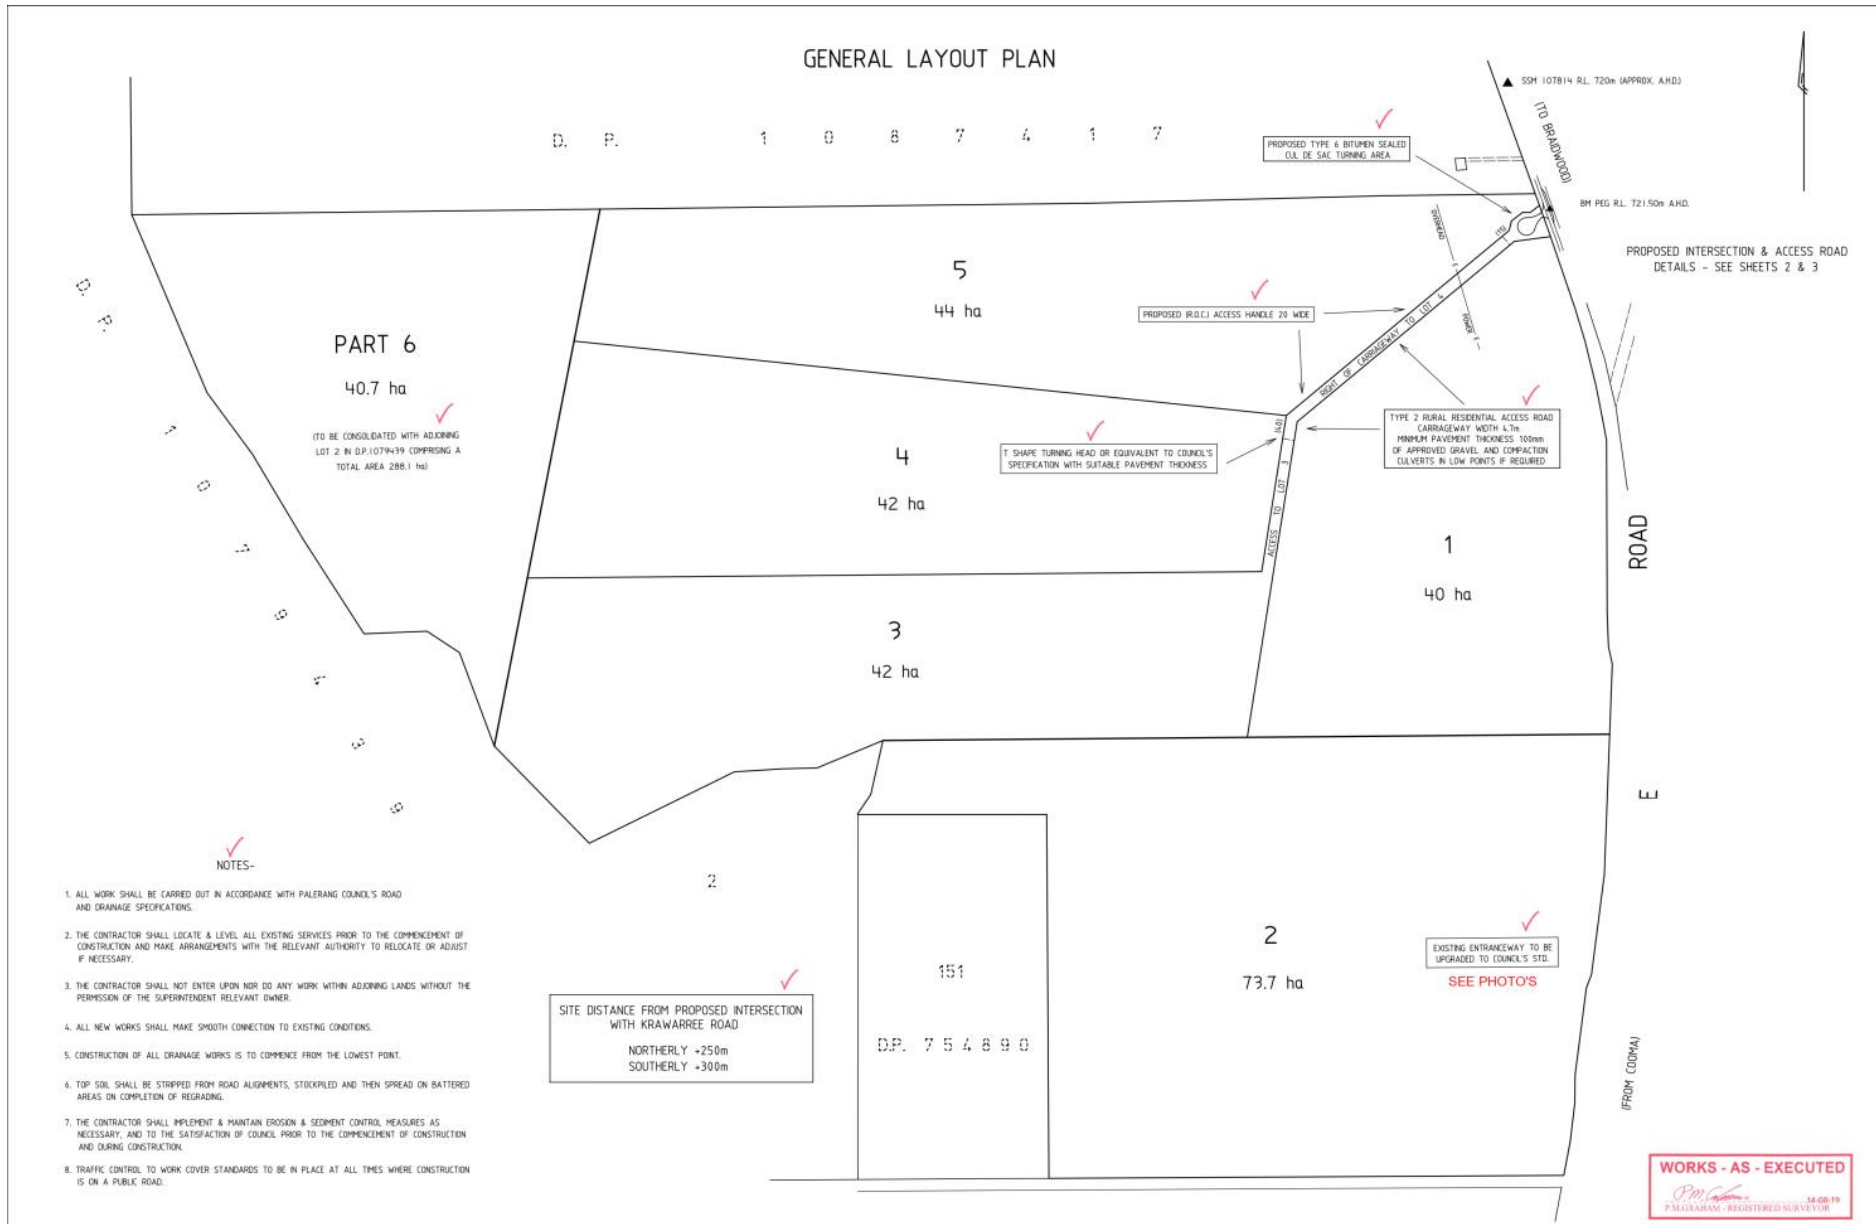 GENERAL LAYOUT PLAN
SSM 107814 R.L. 720m (APPROX. A.H.D.)
(TO BRAIDWOOD)
D. P. 1 0 8 7 4 1 7
PROPOSED TYPE 6 BITUMEN SEALED
CUL DE SAC TURNING AREA
BM PEG R.L. 721.50m A.H.D.
PROPOSED INTERSECTION & ACCESS ROAD
DETAILS - SEE SHEETS 2 & 3
OVERHEAD
E
POWER
E
(15)
5
44 ha
PROPOSED (R.O.C.) ACCESS HANDLE 20 WIDE
RIGHT OF CARRIAGEWAY TO LOT 4
D. P. 1 0 7 9 4 3 9
PART 6
40.7 ha
(TO BE CONSOLIDATED WITH ADJOINING
LOT 2 IN D.P.1079439 COMPRISING A
TOTAL AREA 288.1 ha)
4
42 ha
T SHAPE TURNING HEAD OR EQUIVALENT TO COUNCIL'S
SPECIFICATION WITH SUITABLE PAVEMENT THICKNESS
(40)
ACCESS TO LOT 3
TYPE 2 RURAL RESIDENTIAL ACCESS ROAD
CARRIAGEWAY WIDTH 4.7m
MINIMUM PAVEMENT THICKNESS 100mm
OF APPROVED GRAVEL AND COMPACTION
CULVERTS IN LOW POINTS IF REQUIRED
1
40 ha
ROAD
3
42 ha
E
NOTES-
1. ALL WORK SHALL BE CARRIED OUT IN ACCORDANCE WITH PALERANG COUNCIL'S ROAD
AND DRAINAGE SPECIFICATIONS.
2. THE CONTRACTOR SHALL LOCATE & LEVEL ALL EXISTING SERVICES PRIOR TO THE COMMENCEMENT OF
CONSTRUCTION AND MAKE ARRANGEMENTS WITH THE RELEVANT AUTHORITY TO RELOCATE OR ADJUST
IF NECESSARY.
3. THE CONTRACTOR SHALL NOT ENTER UPON NOR DO ANY WORK WITHIN ADJOINING LANDS WITHOUT THE
PERMISSION OF THE SUPERINTENDENT RELEVANT OWNER.
4. ALL NEW WORKS SHALL MAKE SMOOTH CONNECTION TO EXISTING CONDITIONS.
5. CONSTRUCTION OF ALL DRAINAGE WORKS IS TO COMMENCE FROM THE LOWEST POINT.
6. TOP SOIL SHALL BE STRIPPED FROM ROAD ALIGNMENTS, STOCKPILED AND THEN SPREAD ON BATTERED
AREAS ON COMPLETION OF REGRADING.
7. THE CONTRACTOR SHALL IMPLEMENT & MAINTAIN EROSION & SEDIMENT CONTROL MEASURES AS
NECESSARY, AND TO THE SATISFACTION OF COUNCIL PRIOR TO THE COMMENCEMENT OF CONSTRUCTION
AND DURING CONSTRUCTION.
8. TRAFFIC CONTROL TO WORK COVER STANDARDS TO BE IN PLACE AT ALL TIMES WHERE CONSTRUCTION
IS ON A PUBLIC ROAD.
2
SITE DISTANCE FROM PROPOSED INTERSECTION
WITH KRAWARREE ROAD
NORTHERLY +250m
SOUTHERLY +300m
151
D.P. 7 5 4 8 9 0
2
73.7 ha
EXISTING ENTRANCEWAY TO BE
UPGRADED TO COUNCIL'S STD.
SEE PHOTO'S
(FROM COOMA)
WORKS - AS - EXECUTED
14-08-19
P.M.GRAHAM - REGISTERED SURVEYOR